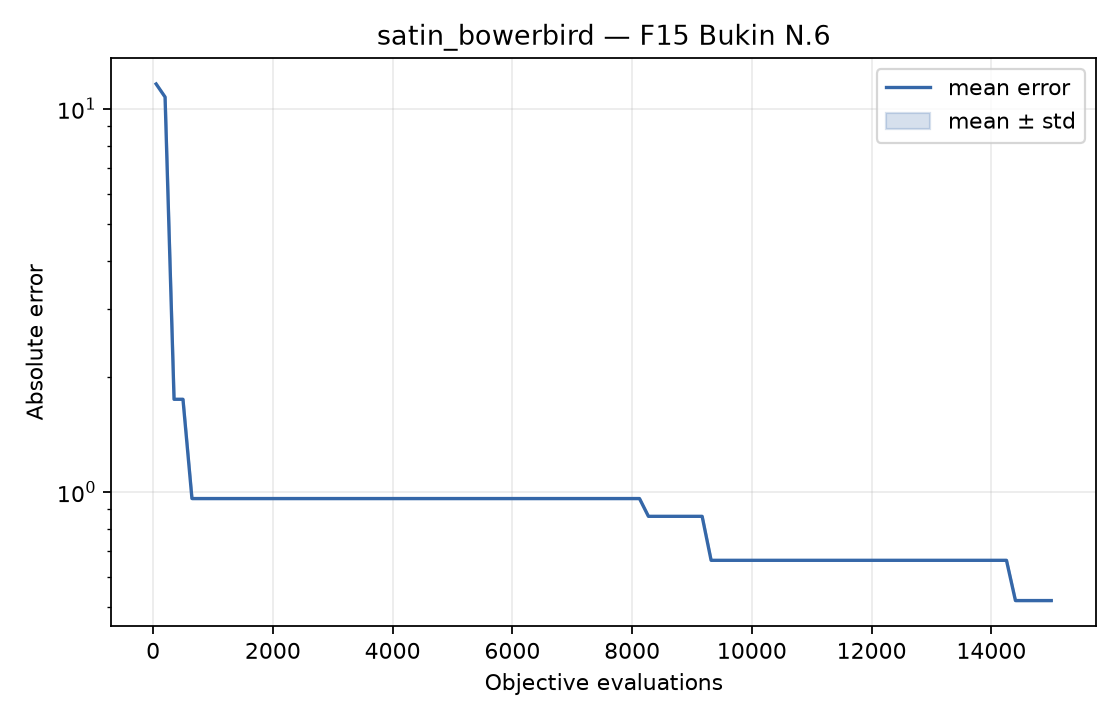 satin_bowerbird — F15 Bukin N.6
mean error
mean ± std
10¹
10⁰
Absolute error
0 2000 4000 6000 8000 10000 12000 14000
Objective evaluations